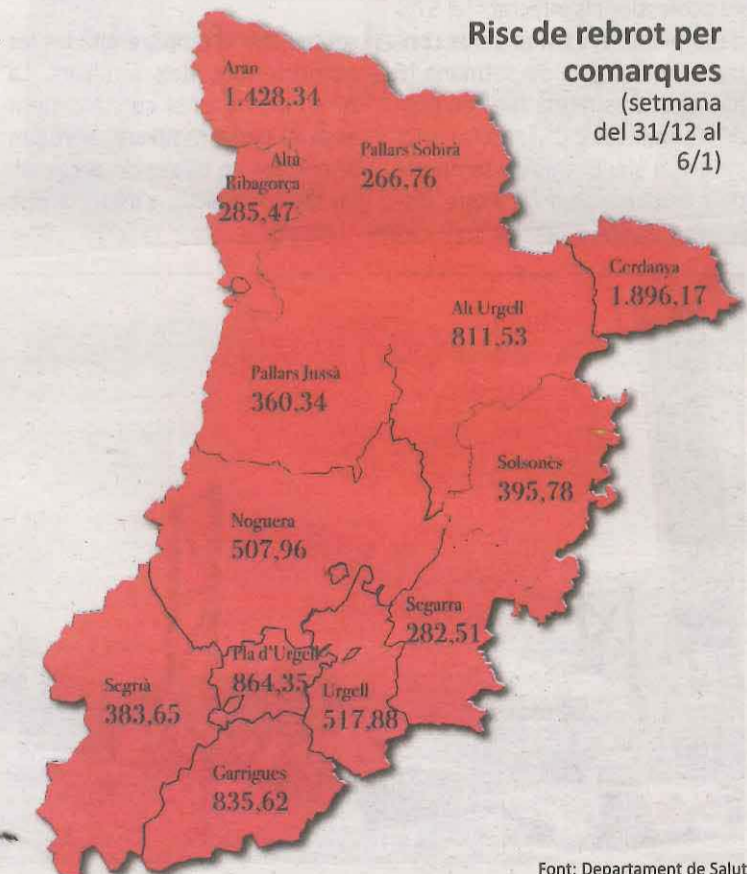 Risc de rebrot per
comarques
(setmana
del 31/12 al
6/1)
Aran
1.428,34
Alta
Ribagorça
285,47
Pallars Sobirà
266,76
Cerdanya
1.896,17
Alt Urgell
811,53
Pallars Jussà
360,34
Solsonès
395,78
Noguera
507,96
Segarra
282,51
Pla d'Urgell
864,35
Urgell
517,88
Segrià
383,65
Garrigues
835,62
Font: Departament de Salut